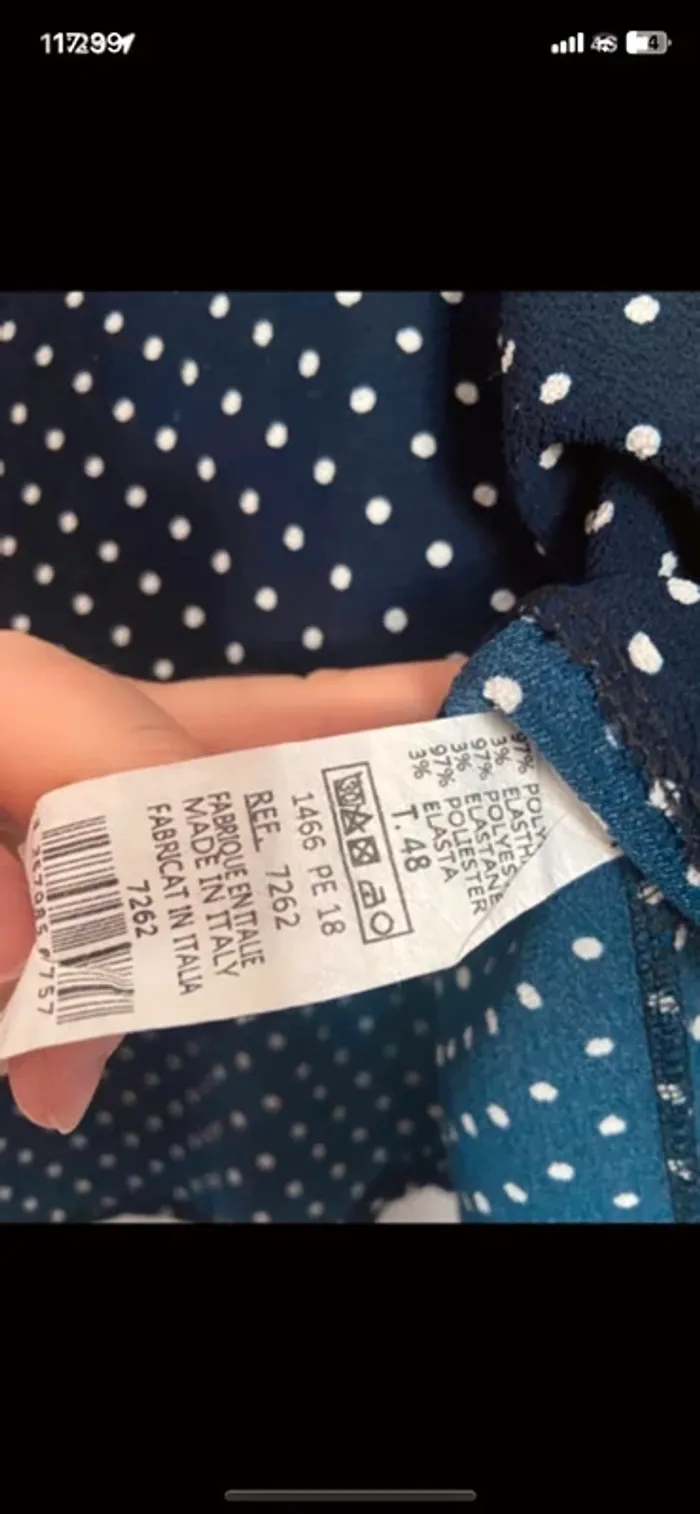 97%
3% ELASTH
97% POLYES
3% ELASTANE
97% POLIESTER
3% ELASTA
T. 48
1466 PE 18
REF. 7262
FABRIQUE EN ITALIE
MADE IN ITALY
FABRICAT IN ITALIA
7262